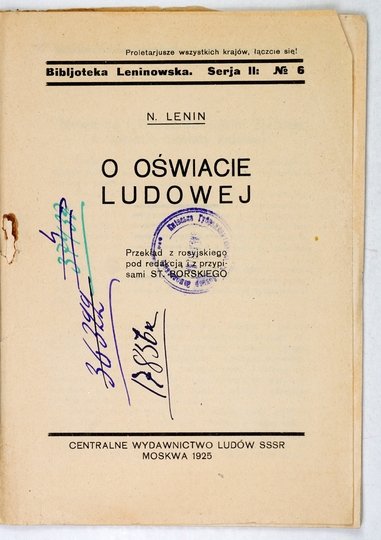 Proletarjusze wszystkich krajów, łączcie się!
Bibljoteka Leninowska. Serja II: № 6
N. LENIN
O OŚWIACIE
LUDOWEJ
Przekład z rosyjskiego
pod redakcją i z przypi-
sami ST. BORSKIEGO
CENTRALNE WYDAWNICTWO LUDÓW SSSR
MOSKWA 1925